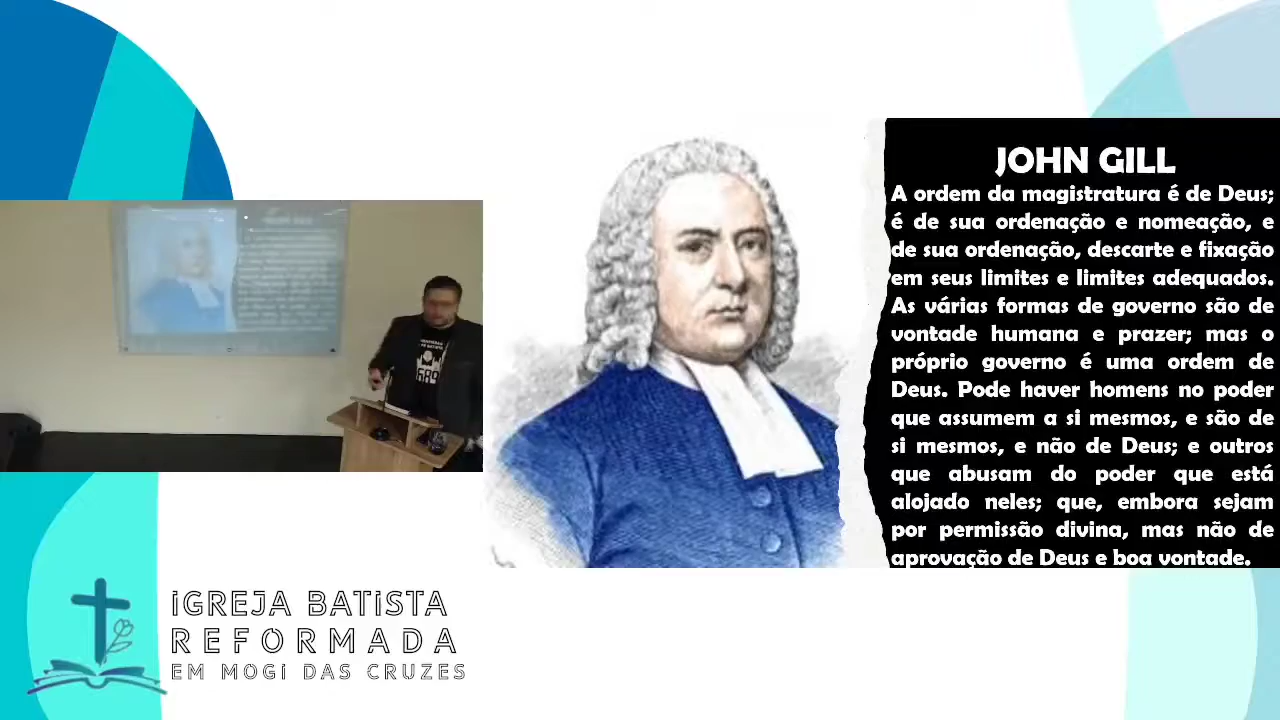 JOHN GILL
A ordem da magistratura é de Deus;
é de sua ordenação e nomeação, e
de sua ordenação, descarte e fixação
em seus limites e limites adequados.
As várias formas de governo são de
vontade humana e prazer; mas o
próprio governo é uma ordem de
Deus. Pode haver homens no poder
que assumem a si mesmos, e são de
si mesmos, e não de Deus; e outros
que abusam do poder que está
alojado neles; que, embora sejam
por permissão divina, mas não de
aprovação de Deus e boa vontade.
IGREJA BATISTA
REFORMADA
EM MOGI DAS CRUZES